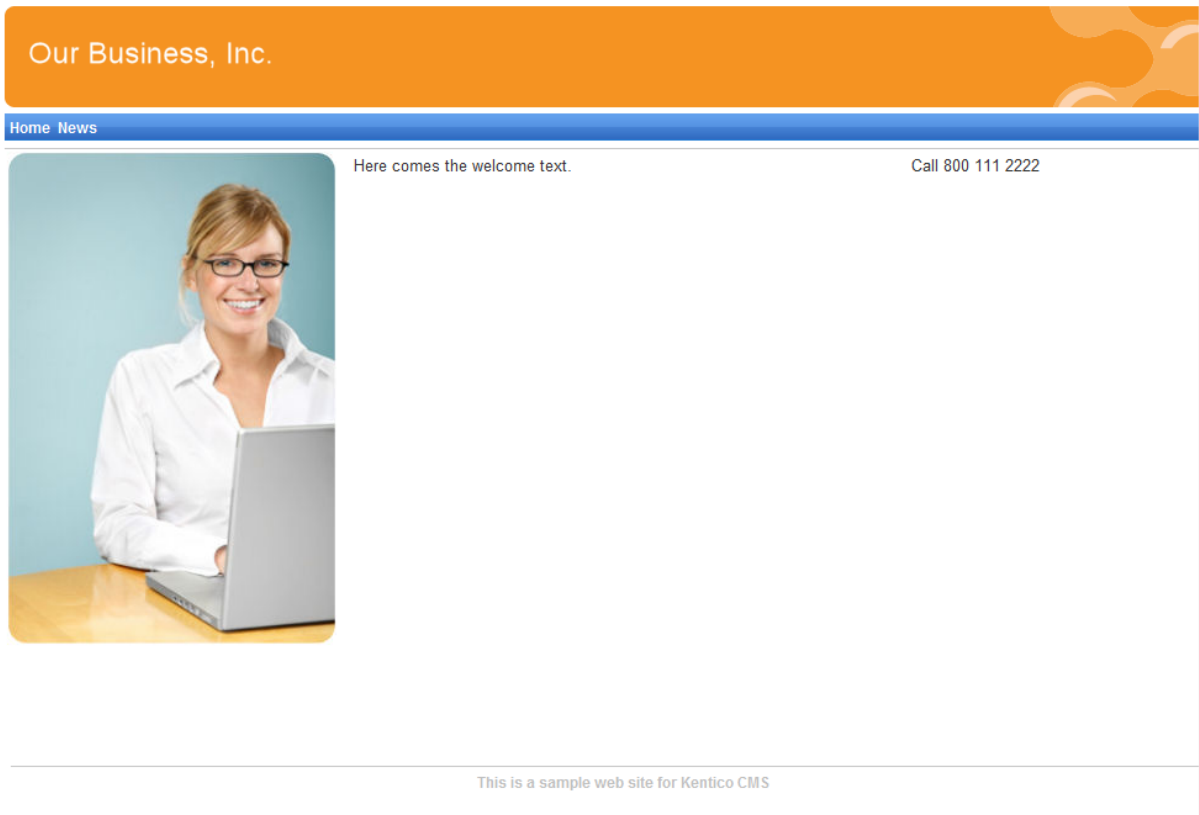 Our Business, Inc.
Home News
Here comes the welcome text.
Call 800 111 2222
This is a sample web site for Kentico CMS